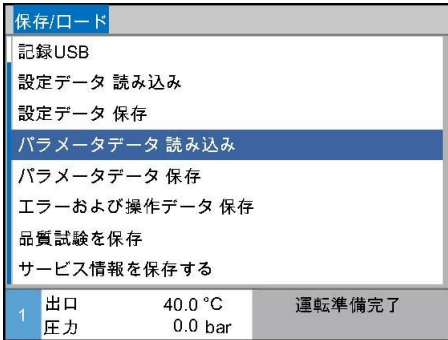 保存/ロード
記録USB
設定データ 読み込み
設定データ 保存
パラメータデータ 読み込み
パラメータデータ 保存
エラーおよび操作データ 保存
品質試験を保存
サービス情報を保存する
1 出口 40.0 °C 運転準備完了
圧力 0.0 bar